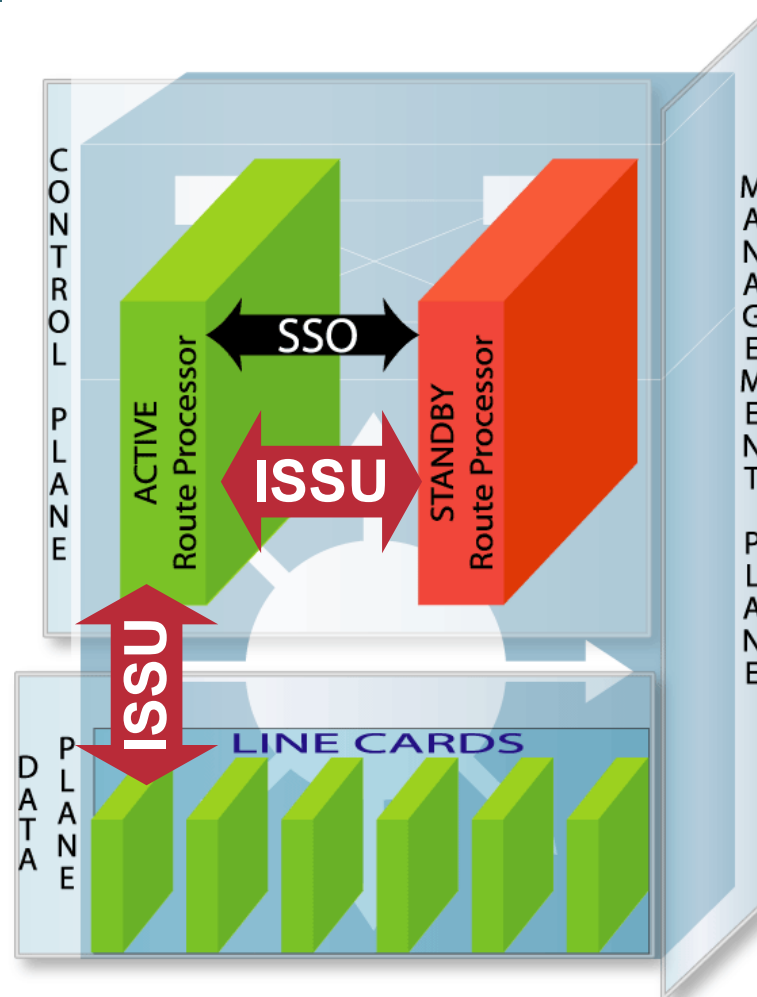 CONTROL PLANE
MANAGEMENT PLANE
SSO
ACTIVE
Route Processor
ISSU
STANDBY
Route Processor
ISSU
LINE CARDS
DATA
PLANE